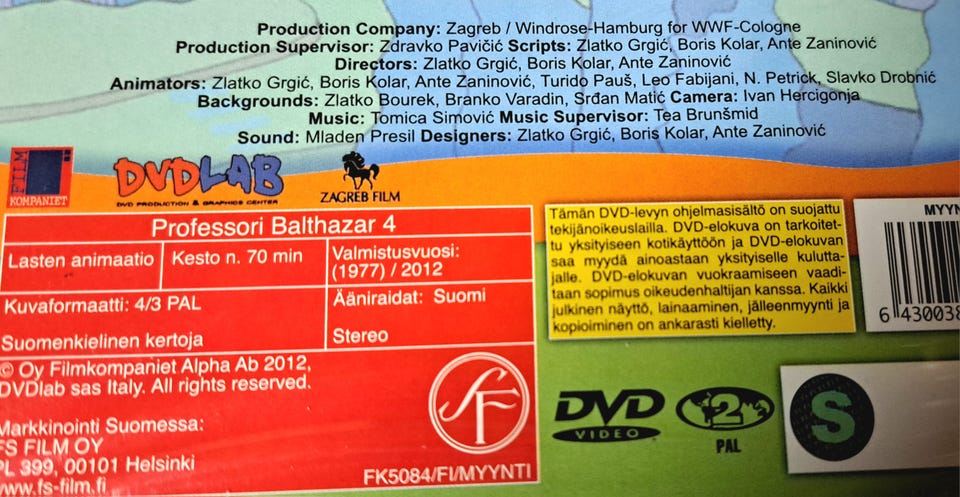 Production Company: Zagreb / Windrose-Hamburg for WWF-Cologne
Production Supervisor: Zdravko Pavičić Scripts: Zlatko Grgić, Boris Kolar, Ante Zaninović
Directors: Zlatko Grgić, Boris Kolar, Ante Zaninović
Animators: Zlatko Grgić, Boris Kolar, Ante Zaninović, Turido Pauš, Leo Fabijani, N. Petrick, Slavko Drobnić
Backgrounds: Zlatko Bourek, Branko Varadin, Srđan Matić Camera: Ivan Hercigonja
Music: Tomica Simović Music Supervisor: Tea Brunšmid
Sound: Mladen Presil Designers: Zlatko Grgić, Boris Kolar, Ante Zaninović
FILM
KOMPANIET
DVDLAB
DVD PRODUCTION & GRAPHICS CENTER
ZAGREB FILM
Professori Balthazar 4
Lasten animaatio
Kesto n. 70 min
Valmistusvuosi:
(1977) / 2012
Kuvaformaatti: 4/3 PAL
Suomenkielinen kertoja
Ääniraidat: Suomi
Stereo
© Oy Filmkompaniet Alpha Ab 2012,
DVDlab sas Italy. All rights reserved.
Markkinointi Suomessa:
FS FILM OY
PL 399, 00101 Helsinki
www.fs-film.fi
SF
FK5084/FI/MYYNTI
Tämän DVD-levyn ohjelmasisältö on suojattu
tekijänoikeuslailla. DVD-elokuva on tarkoitet-
tu yksityiseen kotikäyttöön ja DVD-elokuvan
saa myydä ainoastaan yksityiselle kulutta-
jalle. DVD-elokuvan vuokraamiseen vaadi-
taan sopimus oikeudenhaltijan kanssa. Kaikki
julkinen näyttö, lainaaminen, jälleenmyynti ja
kopioiminen on ankarasti kielletty.
MYYN
6 430038
DVD
VIDEO
2
PAL
S